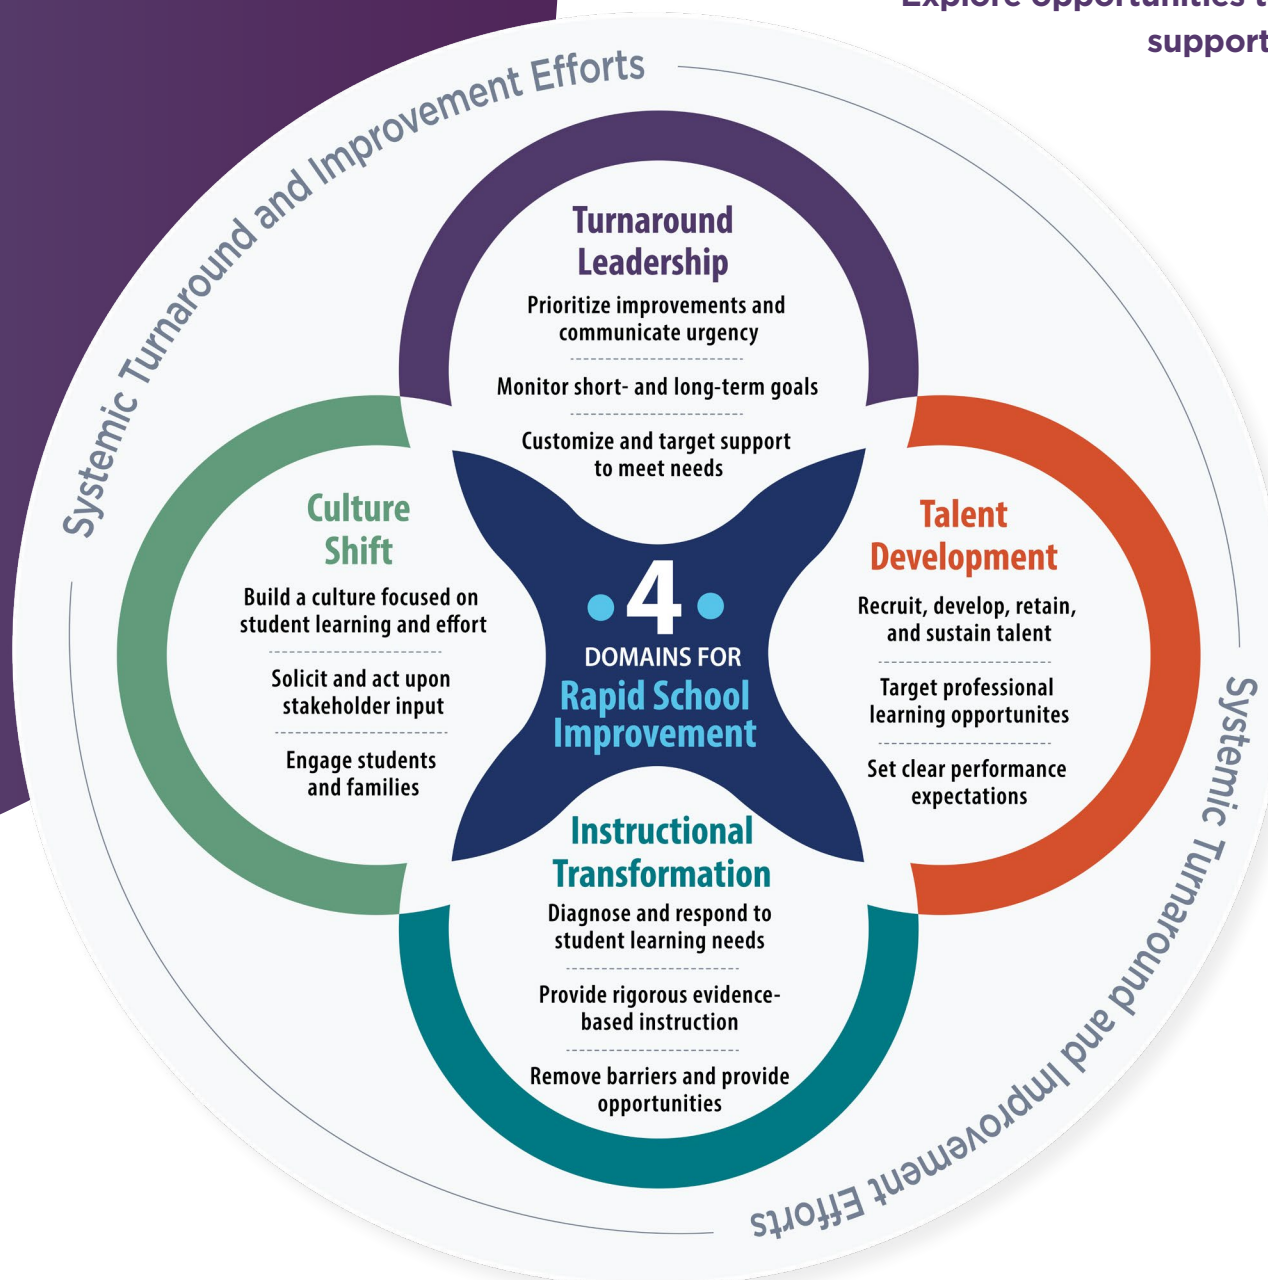 support
Systemic Turnaround and Improvement Efforts
Turnaround
Leadership
Prioritize improvements and
communicate urgency
Monitor short- and long-term goals
Customize and target support
to meet needs
Culture
Shift
Build a culture focused on
student learning and effort
Solicit and act upon
stakeholder input
Engage students
and families
4
DOMAINS FOR
Rapid School
Improvement
Talent
Development
Recruit, develop, retain,
and sustain talent
Target professional
learning opportunites
Set clear performance
expectations
Instructional
Transformation
Diagnose and respond to
student learning needs
Provide rigorous evidence-
based instruction
Remove barriers and provide
opportunities
Systemic Turnaround and Improvement Efforts